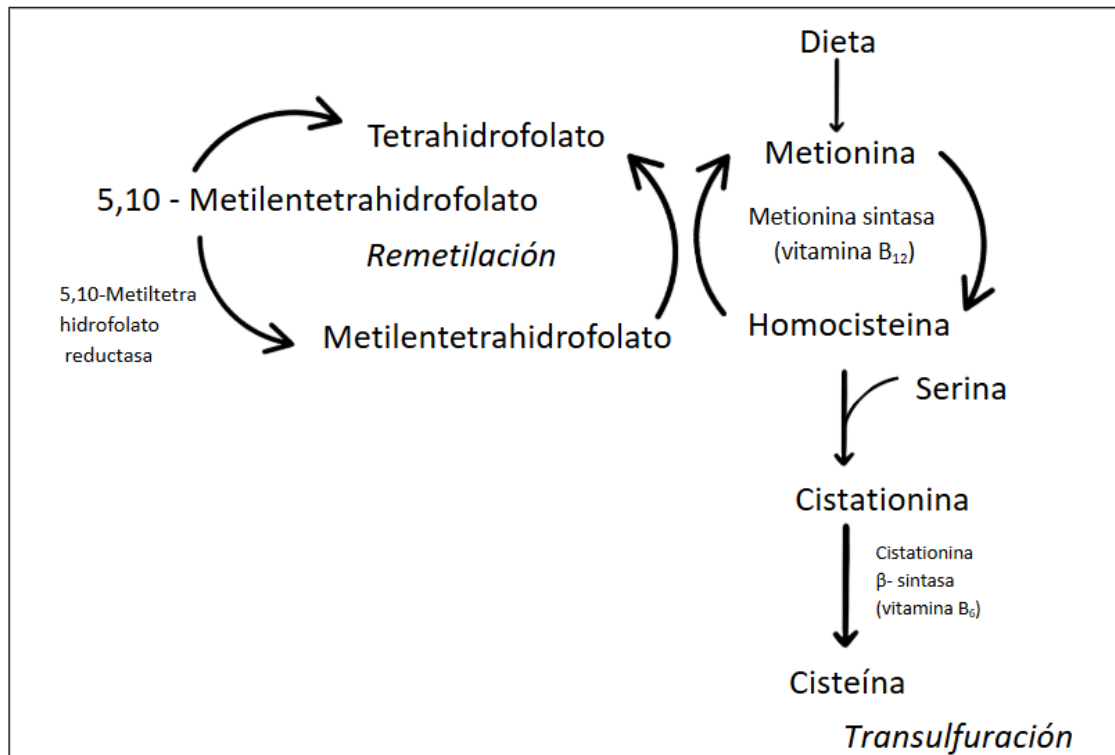 Dieta
Tetrahidrofolato
Metionina
5,10 - Metilentetrahidrofolato
Metionina sintasa
(vitamina B₁₂)
Remetilación
5,10-Metiltetra
hidrofolato
reductasa
Metilentetrahidrofolato
Homocisteina
Serina
Cistationina
Cistationina
β- sintasa
(vitamina B₆)
Cisteína
Transulfuración